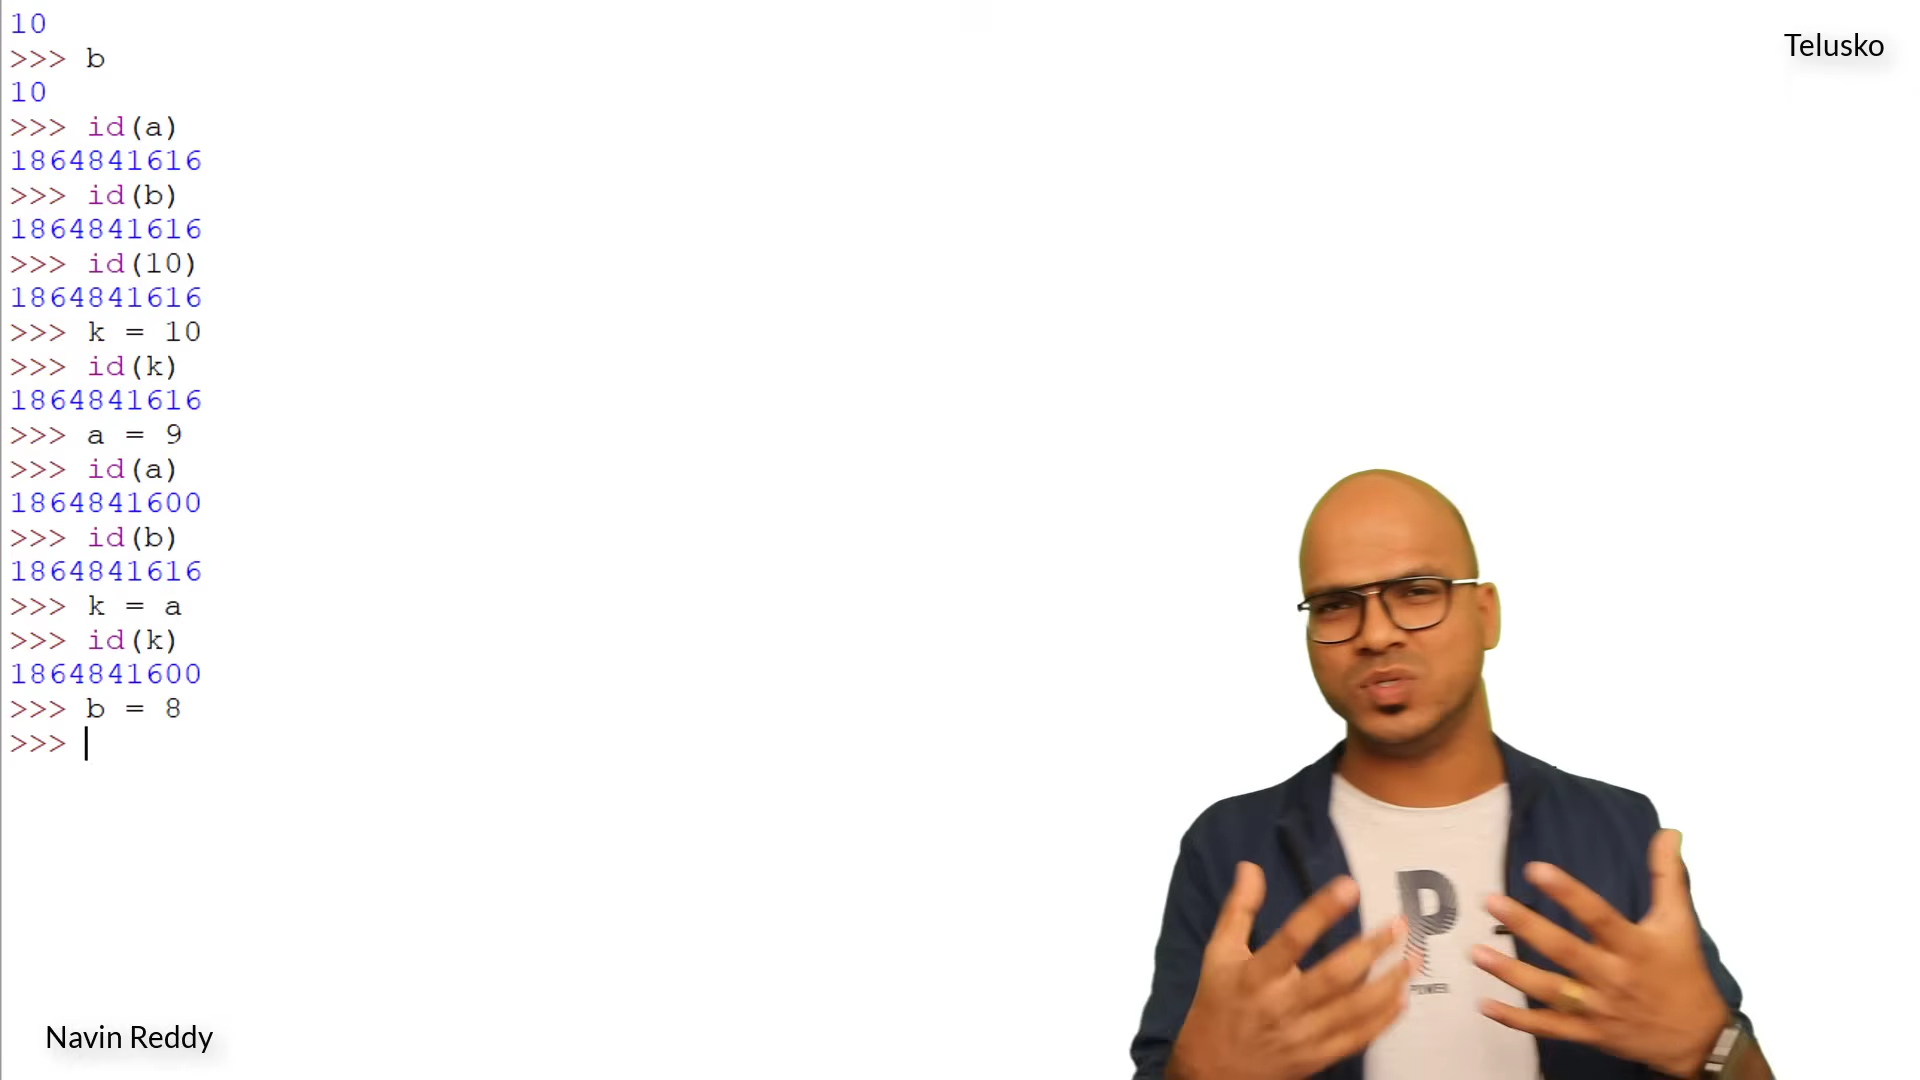 10
>>> b
10
>>> id(a)
1864841616
>>> id(b)
1864841616
>>> id(10)
1864841616
>>> k = 10
>>> id(k)
1864841616
>>> a = 9
>>> id(a)
1864841600
>>> id(b)
1864841616
>>> k = a
>>> id(k)
1864841600
>>> b = 8
>>>
Telusko
P
POWER
Navin Reddy